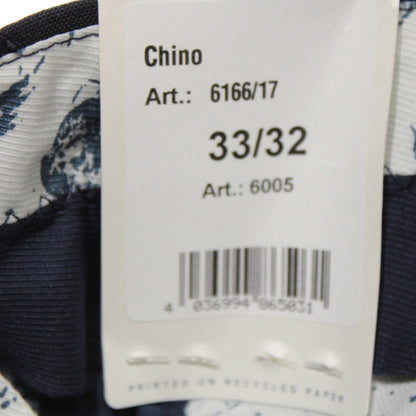 Chino
Art.: 6166/17
33/32
Art.: 6005
4 036994 865031
PRINTED ON RECYCLED PAPER